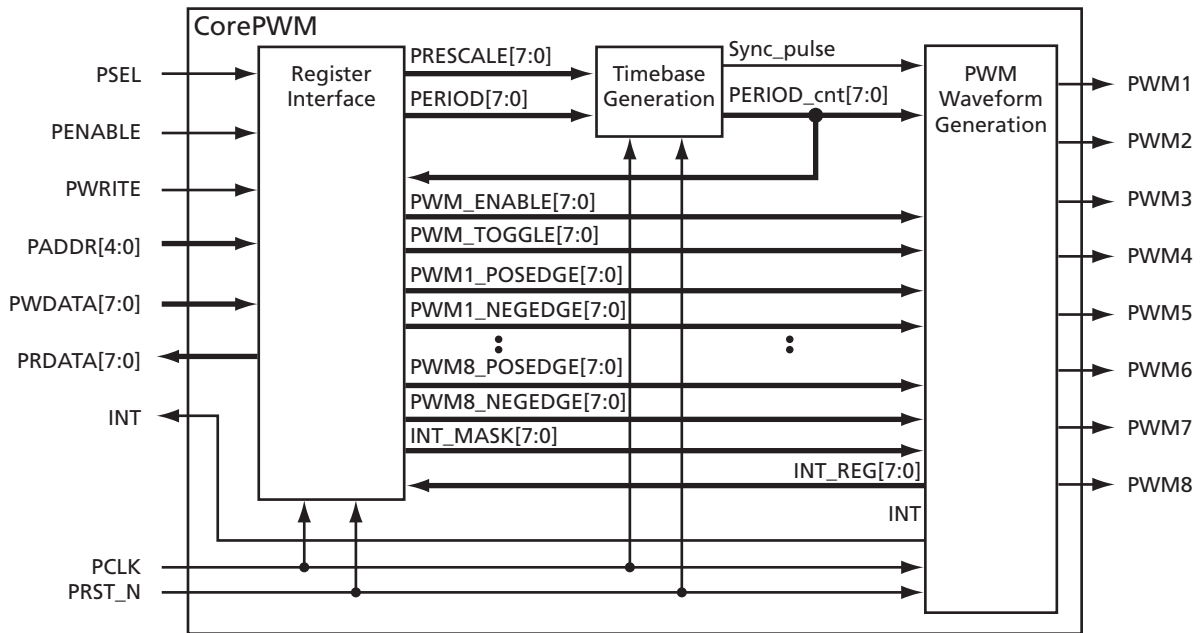 CorePWM
PSEL
PENABLE
PWRITE
PADDR[4:0]
PWDATA[7:0]
PRDATA[7:0]
INT
PCLK
PRST_N
Register
Interface
PRESCALE[7:0]
PERIOD[7:0]
Timebase
Generation
Sync_pulse
PERIOD_cnt[7:0]
PWM_ENABLE[7:0]
PWM_TOGGLE[7:0]
PWM1_POSEDGE[7:0]
PWM1_NEGEDGE[7:0]
PWM8_POSEDGE[7:0]
PWM8_NEGEDGE[7:0]
INT_MASK[7:0]
INT_REG[7:0]
INT
PWM
Waveform
Generation
PWM1
PWM2
PWM3
PWM4
PWM5
PWM6
PWM7
PWM8